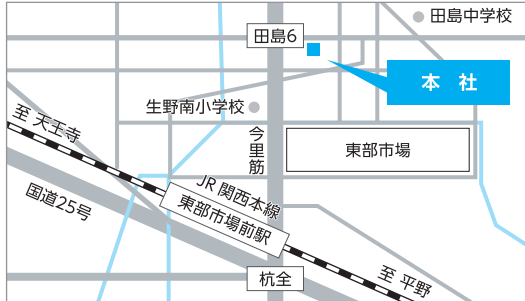 田島中学校
田島6
本 社
生野南小学校
至 天王寺
今里筋
東部市場
JR 関西本線
国道25号
東部市場前駅
至 平野
杭全